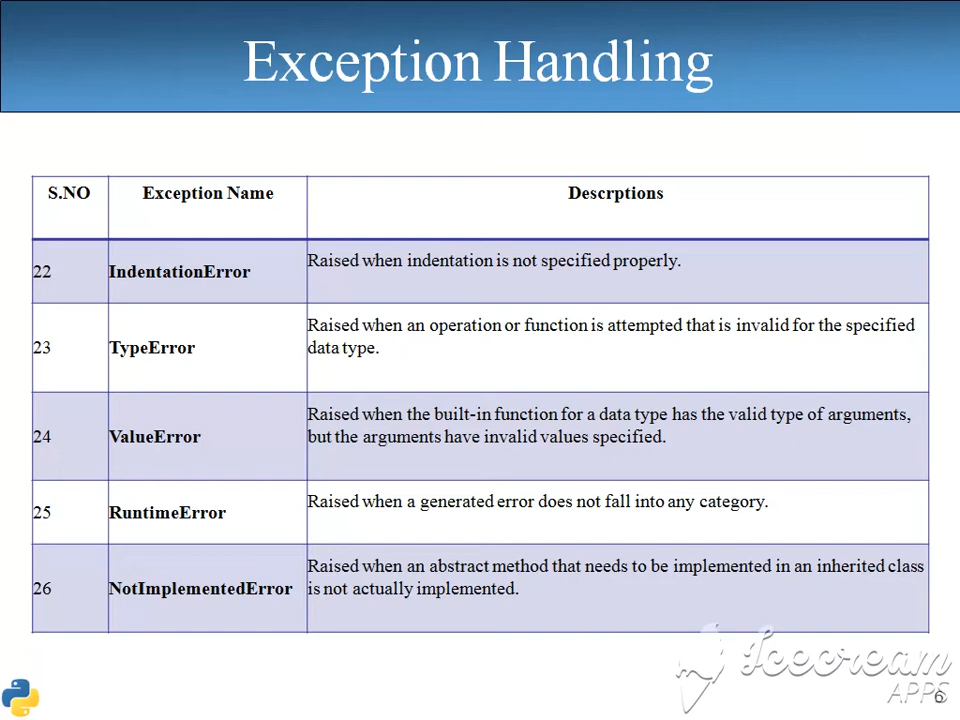 Exception Handling
S.NO Exception Name Descrptions
22 IndentationError Raised when indentation is not specified properly.
23 TypeError Raised when an operation or function is attempted that is invalid for the specified
data type.
24 ValueError Raised when the built-in function for a data type has the valid type of arguments,
but the arguments have invalid values specified.
25 RuntimeError Raised when a generated error does not fall into any category.
26 NotImplementedError Raised when an abstract method that needs to be implemented in an inherited class
is not actually implemented.
Icecream
APPS
6